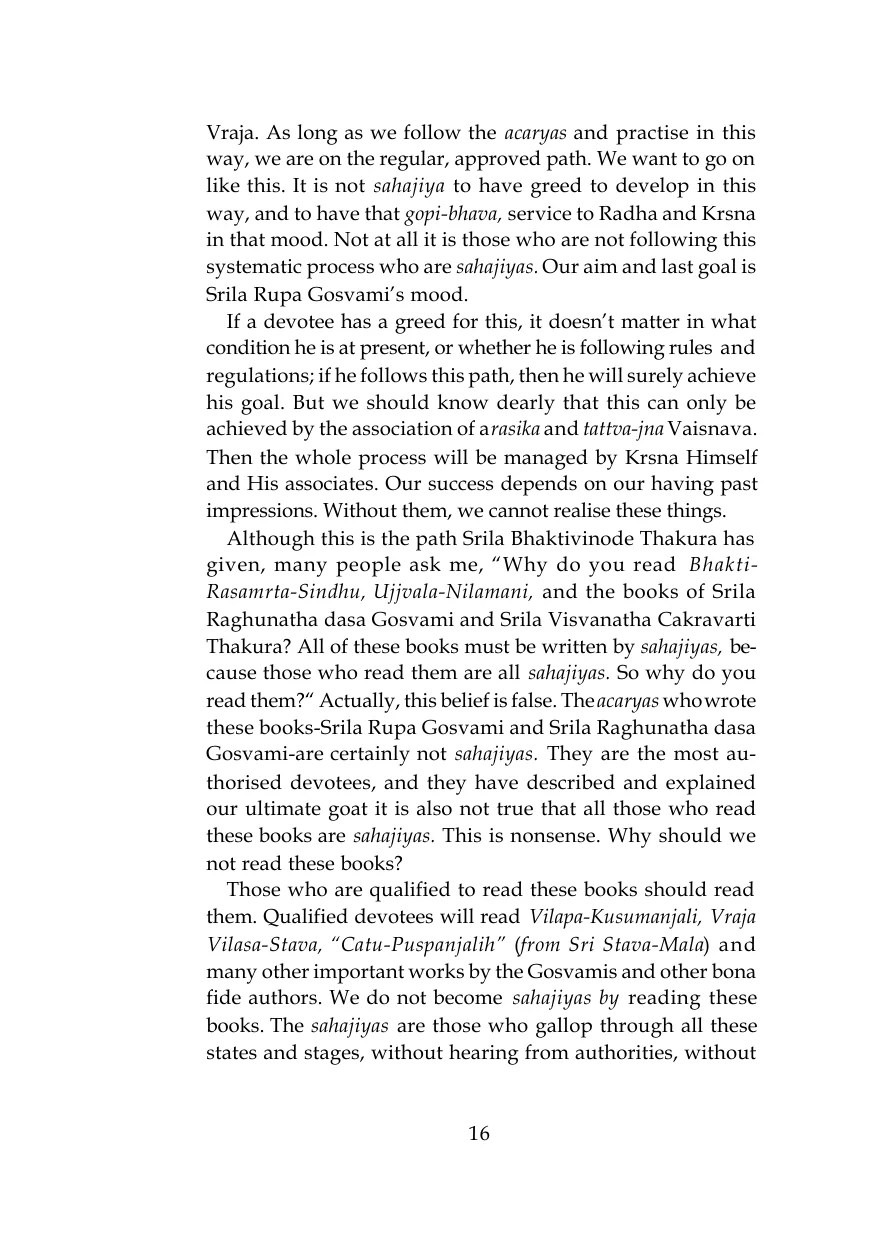 Vraja. As long as we follow the acaryas and practise in this
way, we are on the regular, approved path. We want to go on
like this. It is not sahajiya to have greed to develop in this
way, and to have that gopi-bhava, service to Radha and Krsna
in that mood. Not at all it is those who are not following this
systematic process who are sahajiyas. Our aim and last goal is
Srila Rupa Gosvami’s mood.
If a devotee has a greed for this, it doesn’t matter in what
condition he is at present, or whether he is following rules and
regulations; if he follows this path, then he will surely achieve
his goal. But we should know dearly that this can only be
achieved by the association of a rasika and tattva-jna Vaisnava.
Then the whole process will be managed by Krsna Himself
and His associates. Our success depends on our having past
impressions. Without them, we cannot realise these things.
Although this is the path Srila Bhaktivinode Thakura has
given, many people ask me, “Why do you read Bhakti-
Rasamrta-Sindhu, Ujjvala-Nilamani, and the books of Srila
Raghunatha dasa Gosvami and Srila Visvanatha Cakravarti
Thakura? All of these books must be written by sahajiyas, be-
cause those who read them are all sahajiyas. So why do you
read them?“ Actually, this belief is false. The acaryas who wrote
these books-Srila Rupa Gosvami and Srila Raghunatha dasa
Gosvami-are certainly not sahajiyas. They are the most au-
thorised devotees, and they have described and explained
our ultimate goat it is also not true that all those who read
these books are sahajiyas. This is nonsense. Why should we
not read these books?
Those who are qualified to read these books should read
them. Qualified devotees will read Vilapa-Kusumanjali, Vraja
Vilasa-Stava, “Catu-Puspanjalih” (from Sri Stava-Mala) and
many other important works by the Gosvamis and other bona
fide authors. We do not become sahajiyas by reading these
books. The sahajiyas are those who gallop through all these
states and stages, without hearing from authorities, without
16